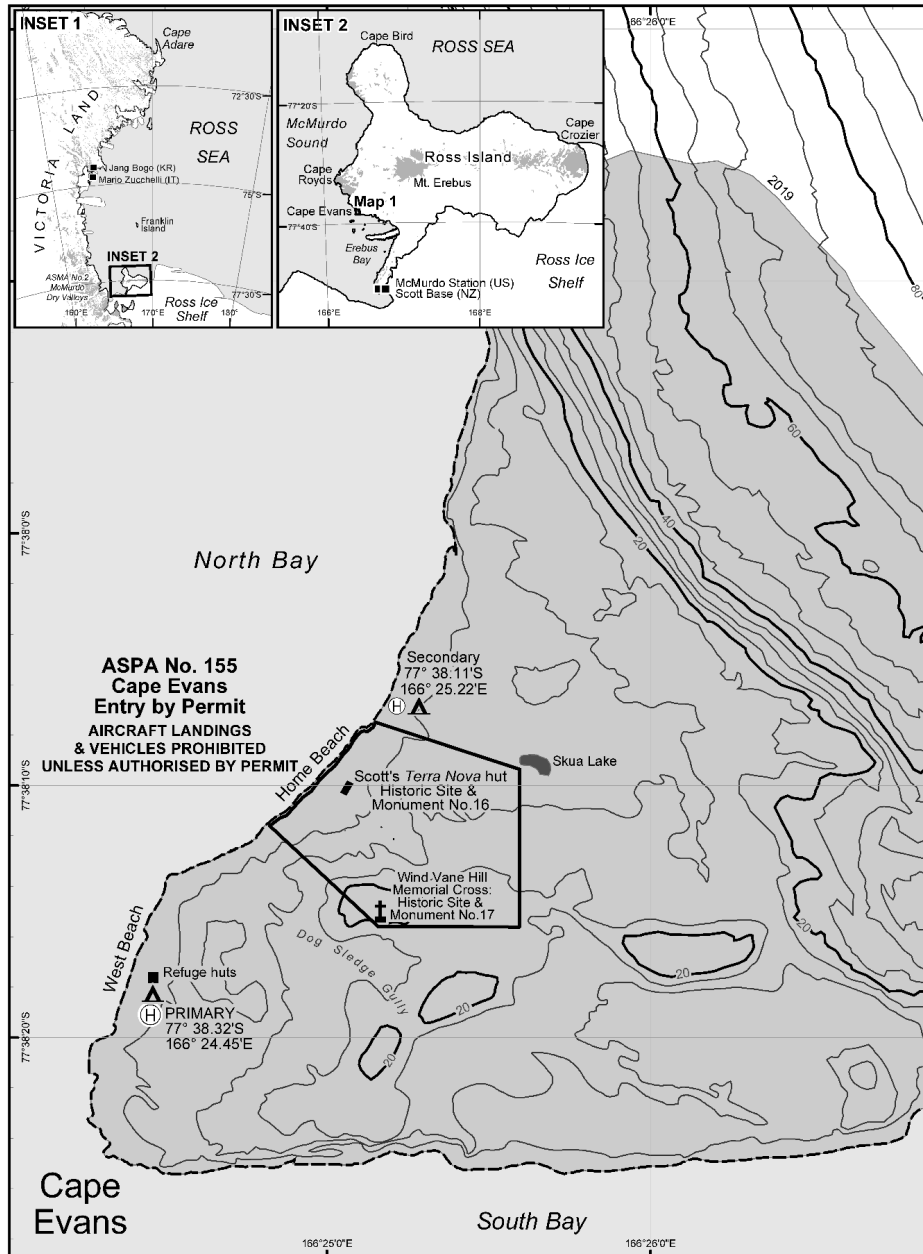 INSET 1
Cape
Adare
72°30'S
VICTORIA LAND
ROSS
SEA
Jang Bogo (KR)
Mario Zucchelli (IT)
75°S
Franklin
Island
INSET 2
ASMA No.2
McMurdo
Dry Valleys
Ross Ice
Shelf
77°30'S
160°E
170°E
180°
INSET 2
Cape Bird
ROSS SEA
77°20'S
McMurdo
Sound
Cape
Crozier
Ross Island
Cape
Royds
Mt. Erebus
Cape Evans
Map 1
77°40'S
Erebus
Bay
Ross Ice
Shelf
McMurdo Station (US)
Scott Base (NZ)
166°E
168°E
166°26'0"E
2019
80
60
40
20
77°38'0"S
North Bay
ASPA No. 155
Cape Evans
Entry by Permit
AIRCRAFT LANDINGS
& VEHICLES PROHIBITED
UNLESS AUTHORISED BY PERMIT
Secondary
77° 38.11'S
166° 25.22'E
H
Home Beach
Skua Lake
77°38'10"S
Scott's Terra Nova hut
Historic Site &
Monument No.16
Wind Vane Hill
Memorial Cross:
Historic Site &
Monument No.17
20
West Beach
Dog Sledge
Gully
20
20
20
Refuge huts
H
PRIMARY
77° 38.32'S
166° 24.45'E
77°38'20"S
Cape
Evans
South Bay
166°25'0"E
166°26'0"E